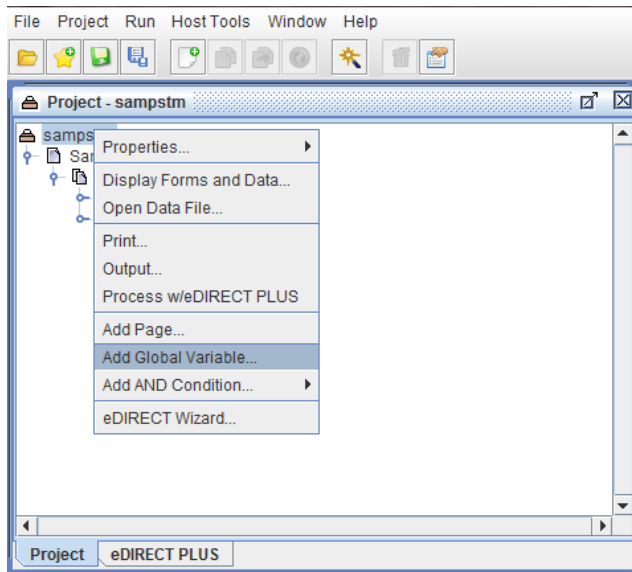 File Project Run Host Tools Window Help
Project - sampstm
samps
Properties...
Sar
Display Forms and Data...
Open Data File...
Print...
Output...
Process w/eDIRECT PLUS
Add Page...
Add Global Variable...
Add AND Condition...
eDIRECT Wizard...
Project eDIRECT PLUS